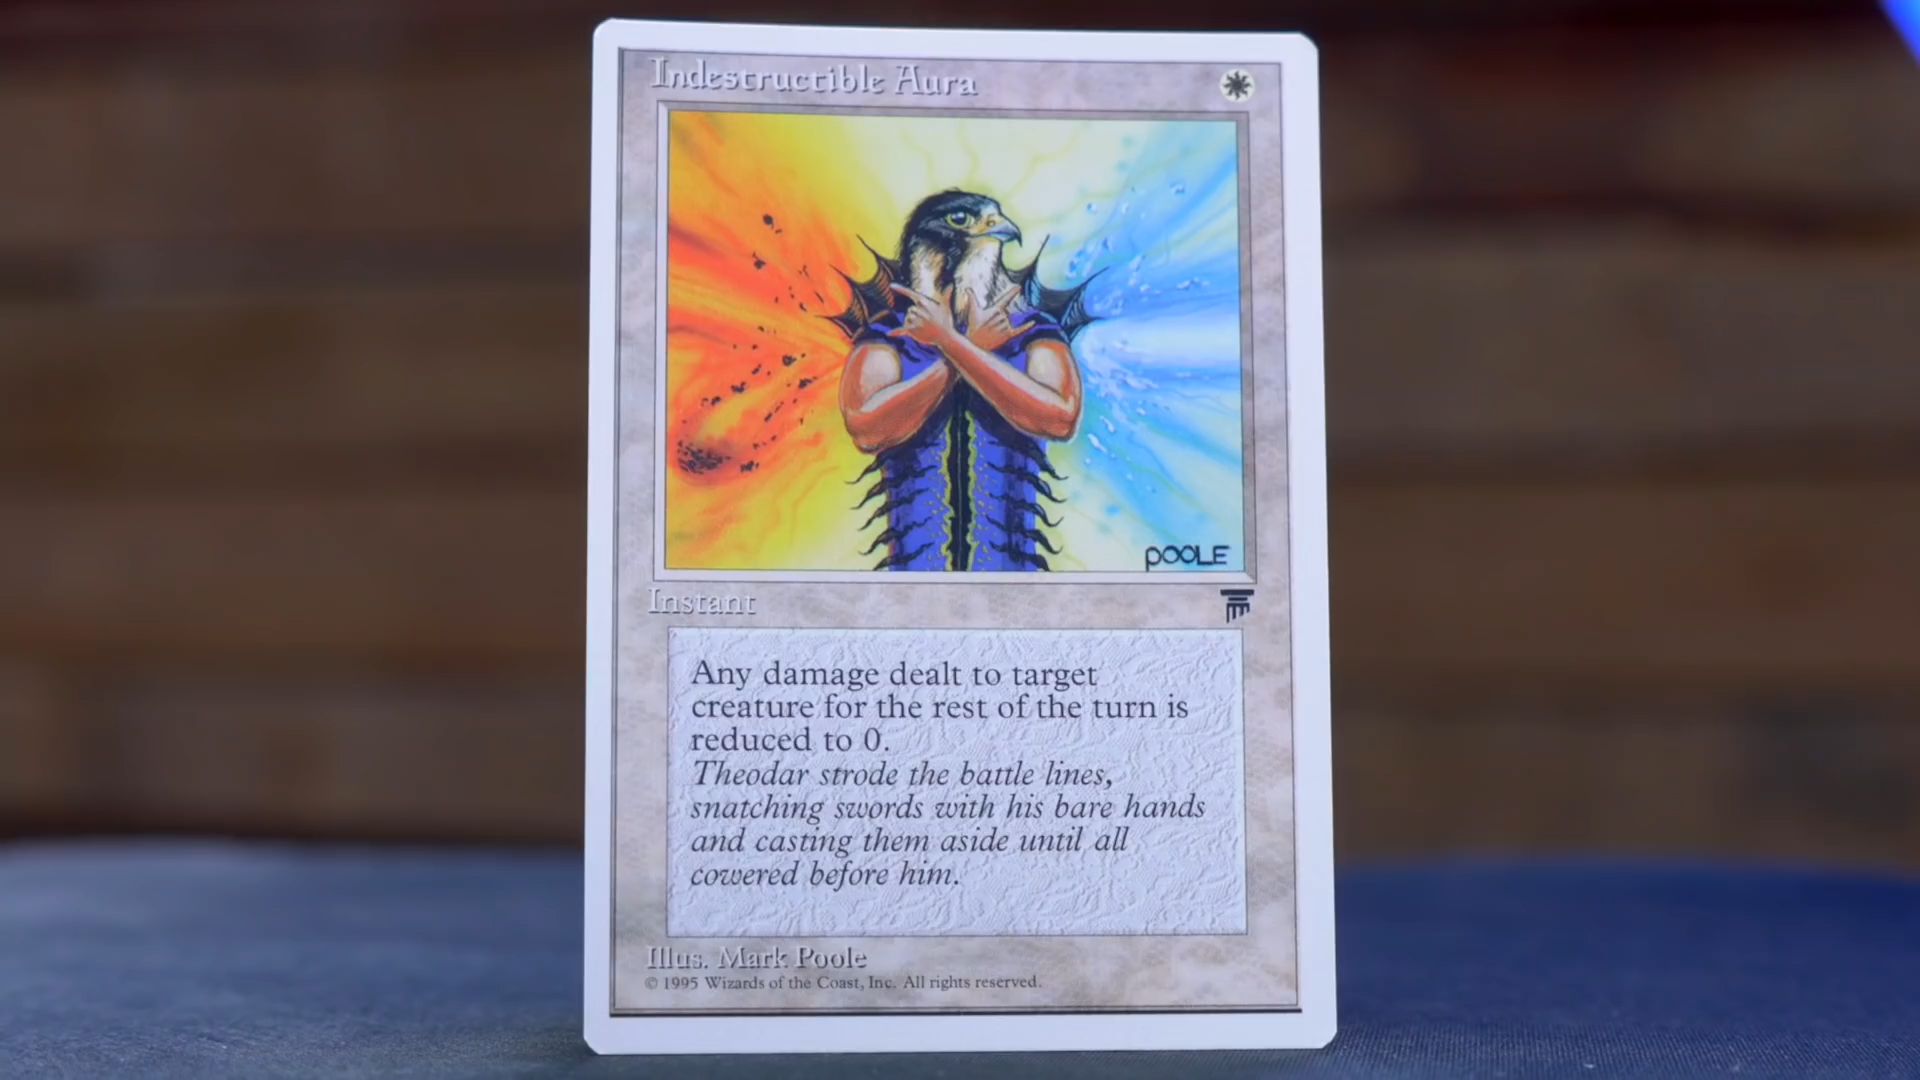 Indestructible Aura
POOLE
Instant
Any damage dealt to target
creature for the rest of the turn is
reduced to 0.
Theodar strode the battle lines,
snatching swords with his bare hands
and casting them aside until all
cowered before him.
Illus. Mark Poole
© 1995 Wizards of the Coast, Inc. All rights reserved.